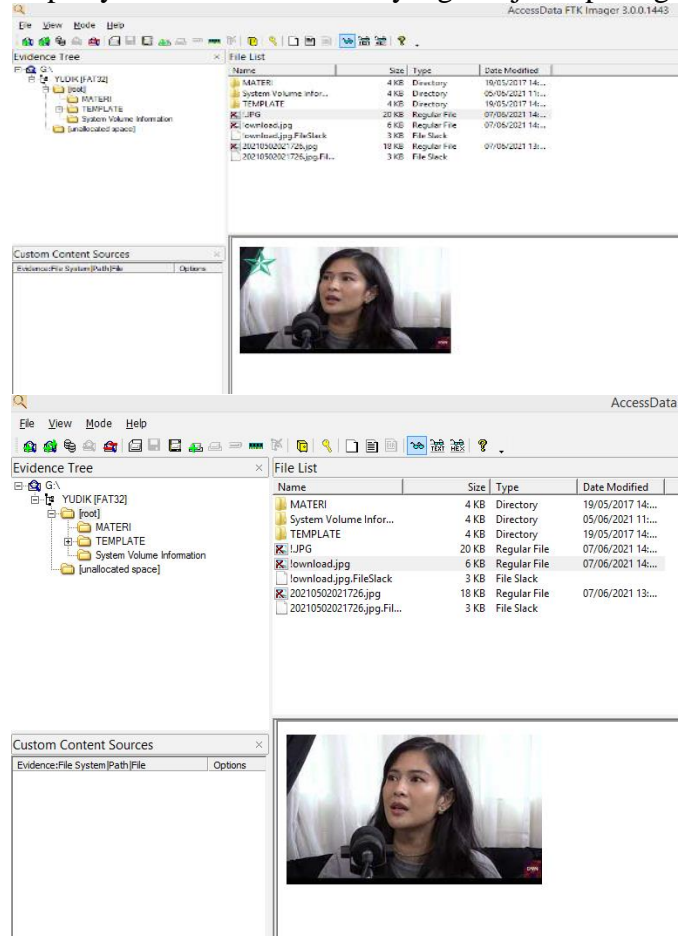 AccessData FTK Imager 3.0.0.1443
File View Mode Help
Evidence Tree
File List
G:\
YUDIK [FAT32]
[root]
MATERI
TEMPLATE
System Volume Information
[unallocated space]
Name Size Type Date Modified
MATERI 4 KB Directory 19/05/2017 14:...
System Volume Infor... 4 KB Directory 05/06/2021 11:...
TEMPLATE 4 KB Directory 19/05/2017 14:...
!.JPG 20 KB Regular File 07/06/2021 14:...
!ownload.jpg 6 KB Regular File 07/06/2021 14:...
!ownload.jpg.FileSlack 3 KB File Slack
20210502021726.jpg 18 KB Regular File 07/06/2021 13:...
20210502021726.jpg.Fil... 3 KB File Slack
Custom Content Sources
Evidence:File System|Path|File Options
AccessData
File View Mode Help
TEXT HEX
Evidence Tree
File List
G:\
YUDIK [FAT32]
[root]
MATERI
TEMPLATE
System Volume Information
[unallocated space]
Name Size Type Date Modified
MATERI 4 KB Directory 19/05/2017 14:...
System Volume Infor... 4 KB Directory 05/06/2021 11:...
TEMPLATE 4 KB Directory 19/05/2017 14:...
!.JPG 20 KB Regular File 07/06/2021 14:...
!ownload.jpg 6 KB Regular File 07/06/2021 14:...
!ownload.jpg.FileSlack 3 KB File Slack
20210502021726.jpg 18 KB Regular File 07/06/2021 13:...
20210502021726.jpg.Fil... 3 KB File Slack
Custom Content Sources
Evidence:File System|Path|File Options